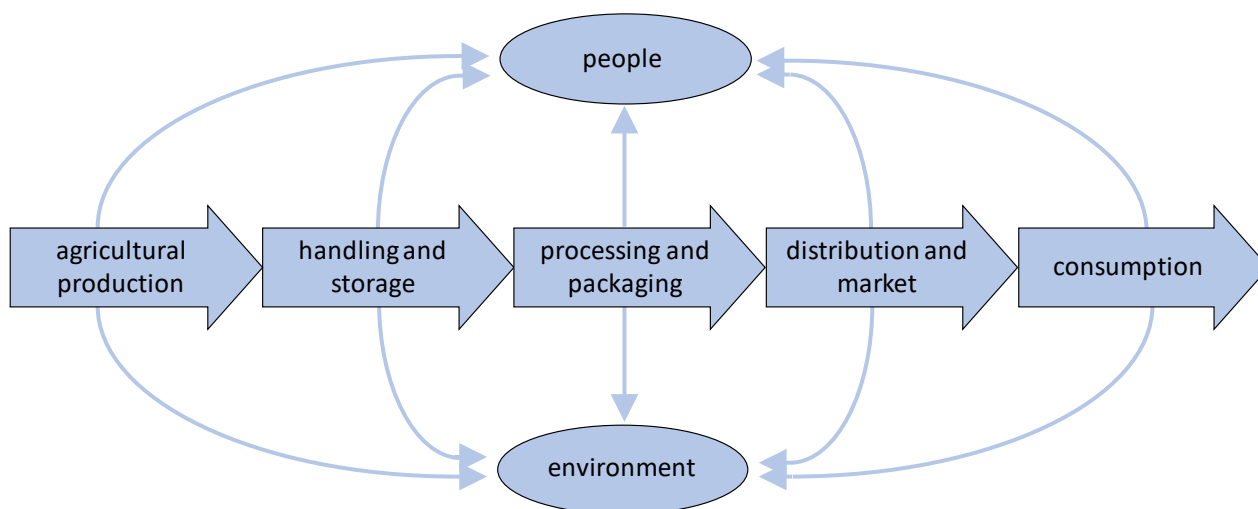 people
agricultural
production
handling and
storage
processing and
packaging
distribution and
market
consumption
environment